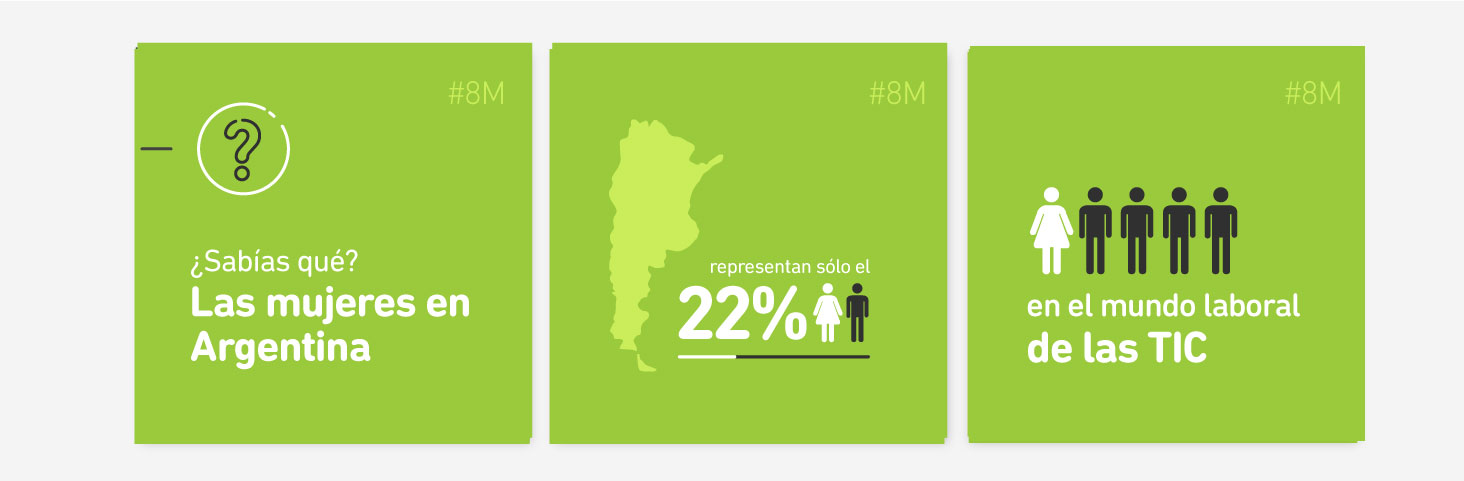 #8M
¿Sabías qué?
Las mujeres en
Argentina
#8M
representan sólo el
22%
#8M
en el mundo laboral
de las TIC